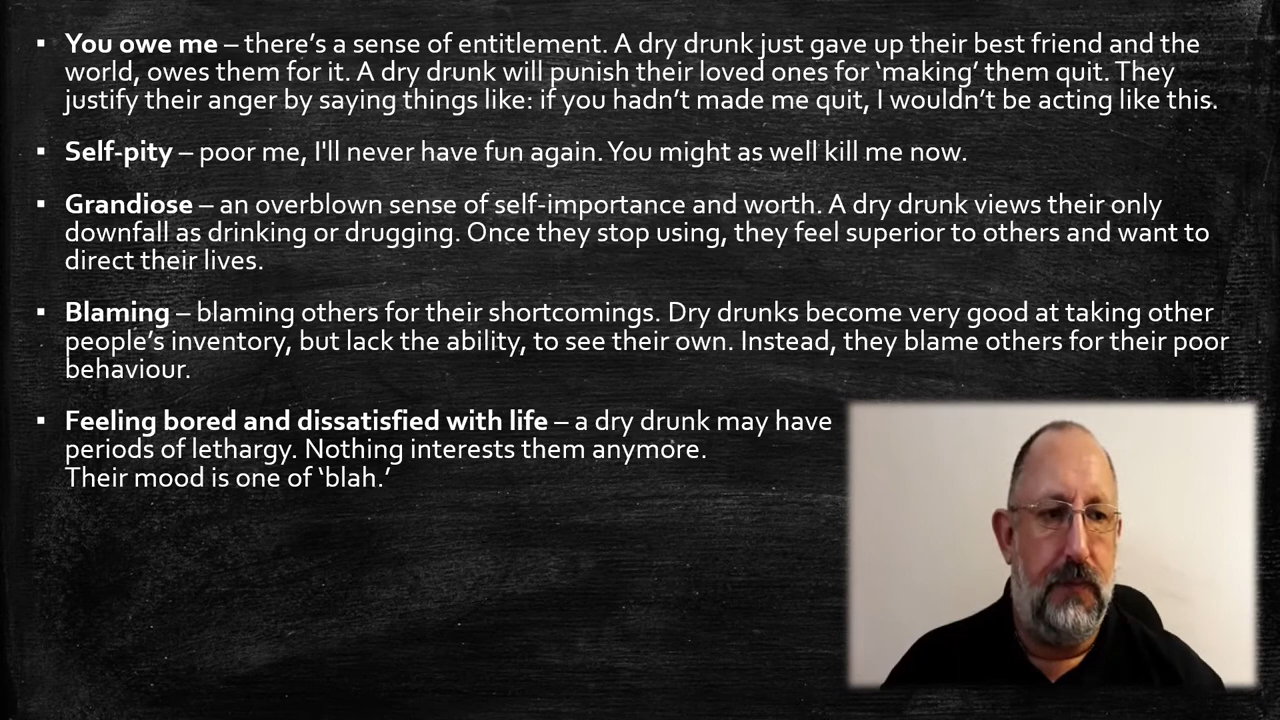 ▪ You owe me – there’s a sense of entitlement. A dry drunk just gave up their best friend and the
world, owes them for it. A dry drunk will punish their loved ones for ‘making’ them quit. They
justify their anger by saying things like: if you hadn’t made me quit, I wouldn’t be acting like this.
▪ Self-pity – poor me, I'll never have fun again. You might as well kill me now.
▪ Grandiose – an overblown sense of self-importance and worth. A dry drunk views their only
downfall as drinking or drugging. Once they stop using, they feel superior to others and want to
direct their lives.
▪ Blaming – blaming others for their shortcomings. Dry drunks become very good at taking other
people’s inventory, but lack the ability, to see their own. Instead, they blame others for their poor
behaviour.
▪ Feeling bored and dissatisfied with life – a dry drunk may have
periods of lethargy. Nothing interests them anymore.
Their mood is one of ‘blah.’